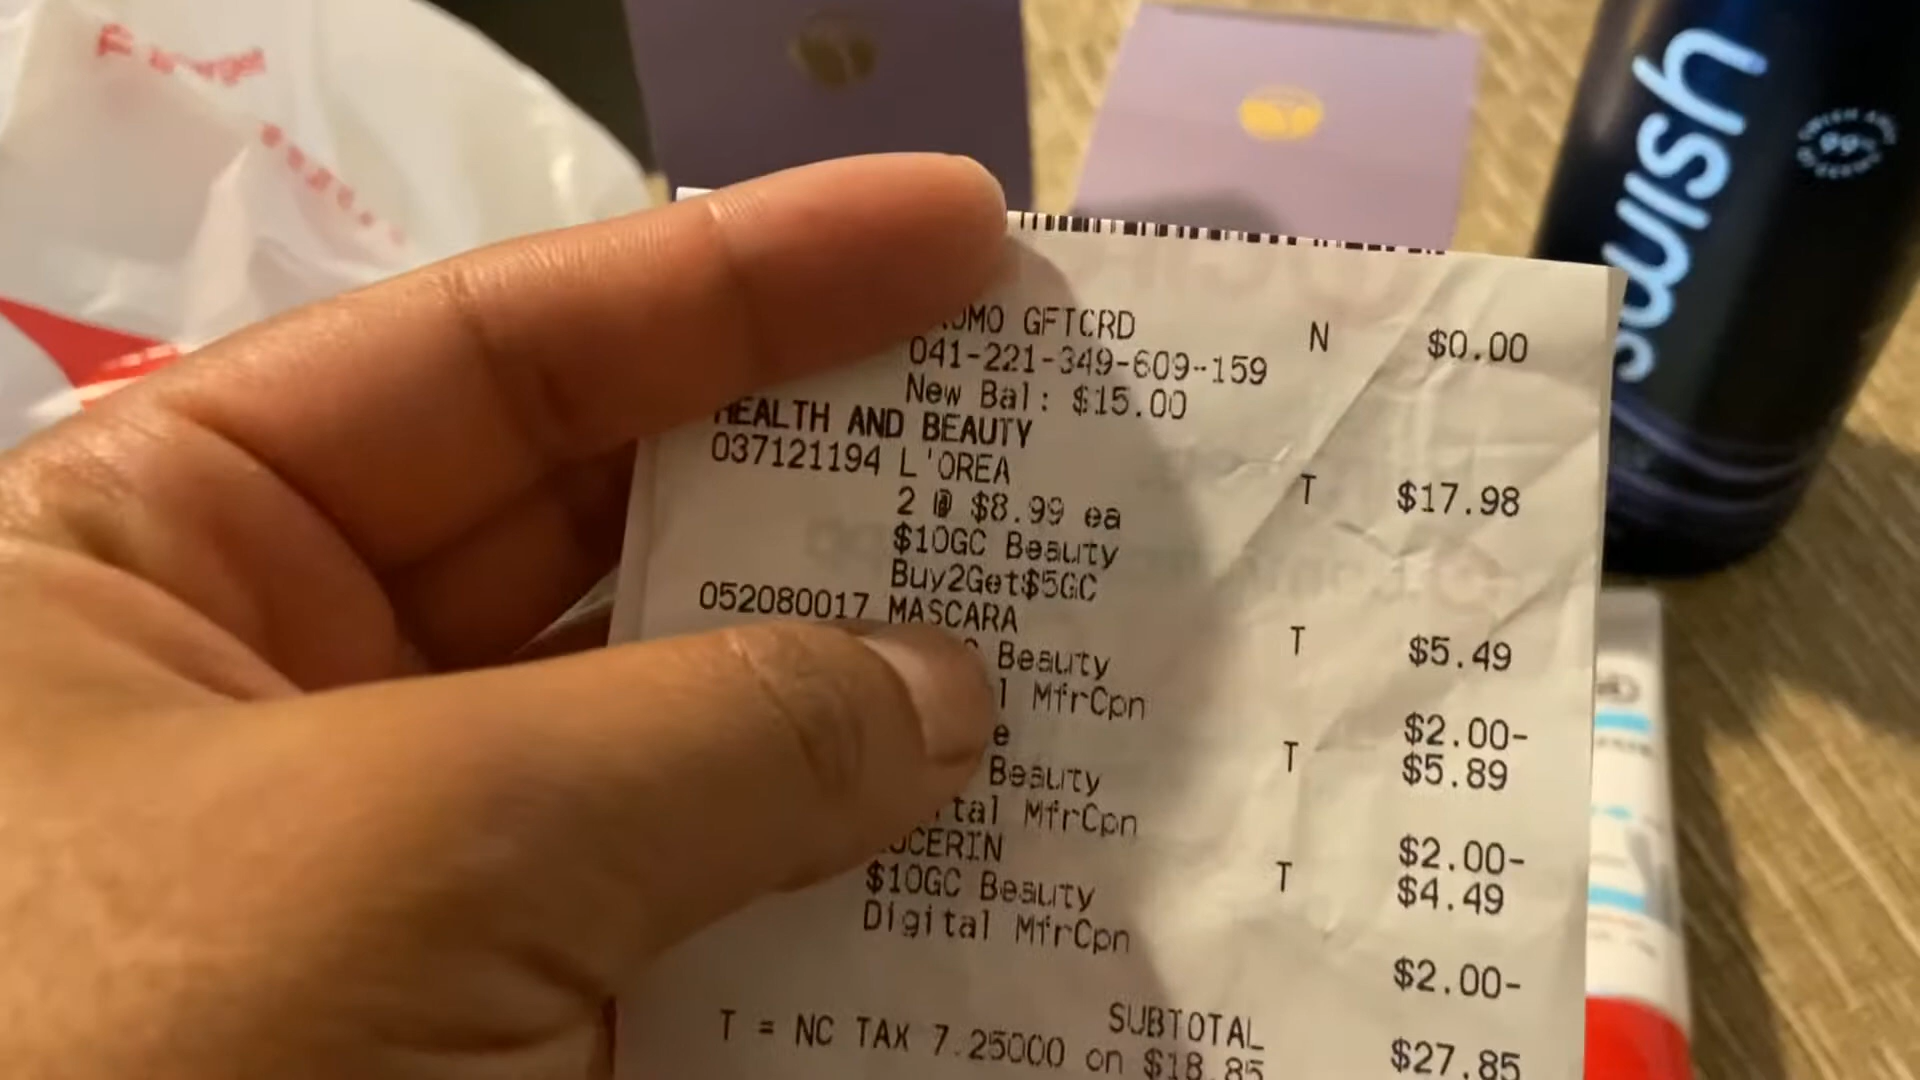 swish
99%
GFTCRD N $0.00
041-221-349-609-159
New Bal: $15.00
HEALTH AND BEAUTY
037121194 L'OREA T $17.98
2 @ $8.99 ea
$10GC Beauty
Buy2Get$5GC
052080017 MASCARA T $5.49
Beauty
l MfrCpn $2.00-
e T $5.89
Beauty
tal MfrCpn $2.00-
UCERIN T $4.49
$10GC Beauty
Digital MfrCpn $2.00-
SUBTOTAL $27.85
T = NC TAX 7.25000 on $18.85